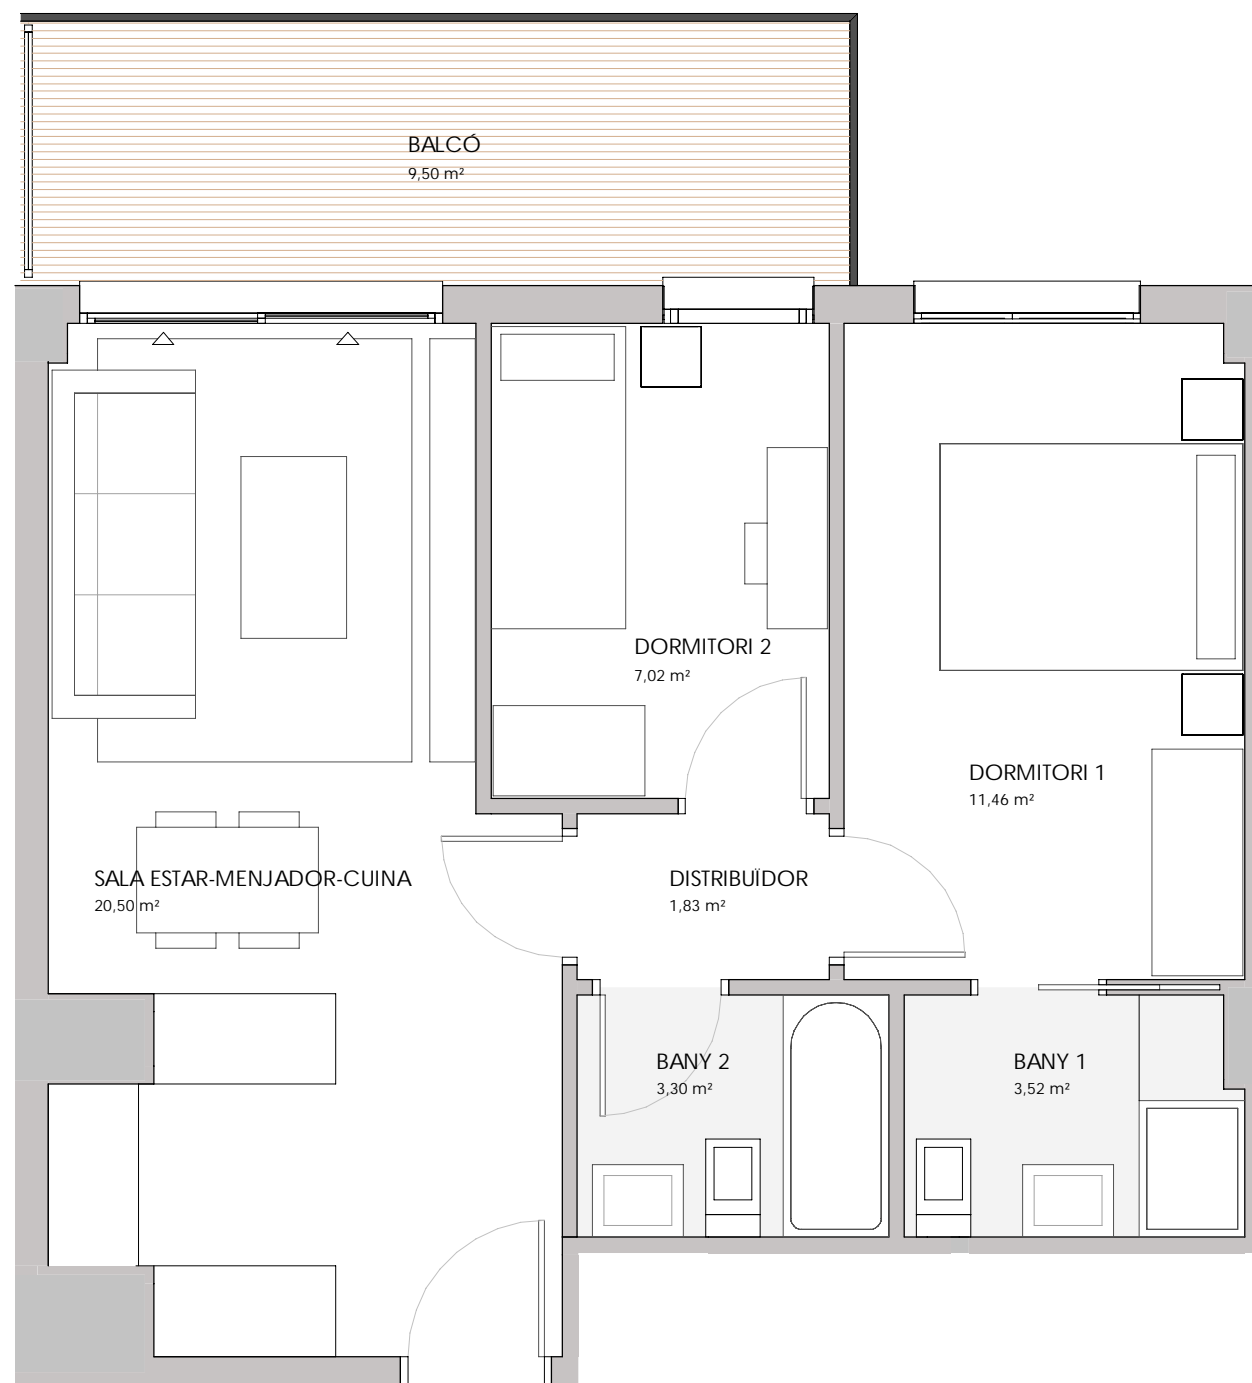 BALCÓ
9,50 m²
DORMITORI 2
7,02 m²
DORMITORI 1
11,46 m²
SALA ESTAR-MENJADOR-CUINA
20,50 m²
DISTRIBUÏDOR
1,83 m²
BANY 2
3,30 m²
BANY 1
3,52 m²